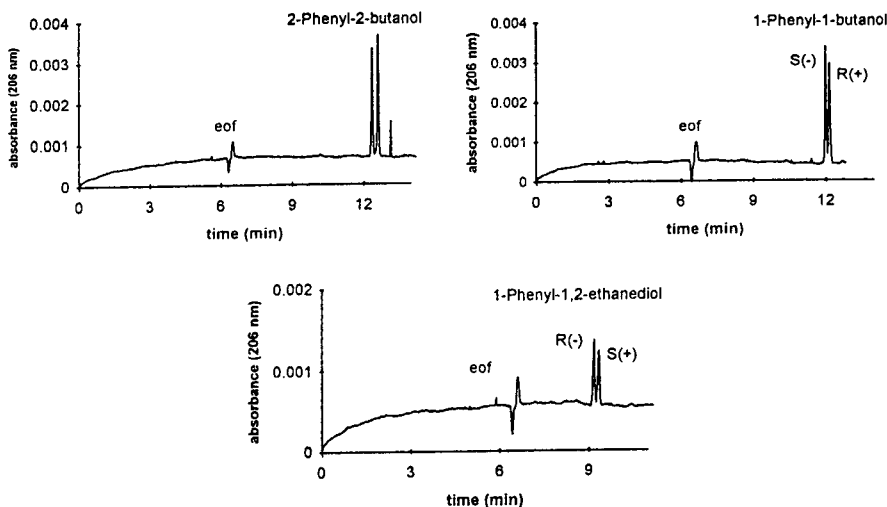 2-Phenyl-2-butanol
absorbance (206 nm)
0.004
0.003
0.002
0.001
0
eof
0 3 6 9 12
time (min)
1-Phenyl-1-butanol
absorbance (206 nm)
0.004
0.003
0.002
0.001
0
S(-)
R(+)
eof
0 3 6 9 12
time (min)
1-Phenyl-1,2-ethanediol
absorbance (206 nm)
0.002
0.001
0
eof
R(-)
S(+)
0 3 6 9
time (min)